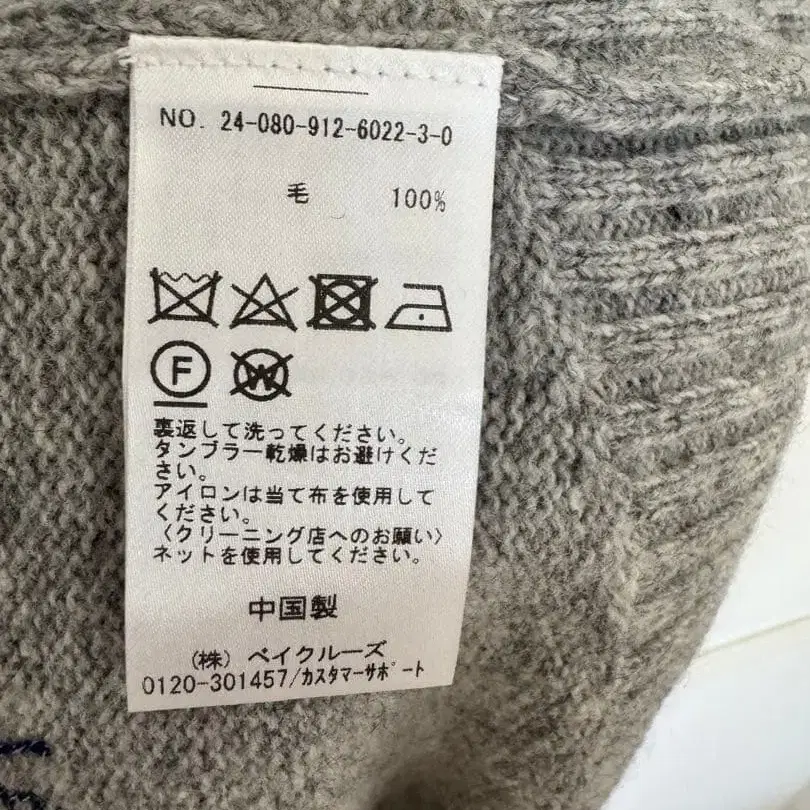 NO. 24-080-912-6022-3-0
毛 100%
F
W
裏返して洗ってください。
タンブラー乾燥はお避けくだ
さい。
アイロンは当て布を使用して
ください。
〈クリーニング店へのお願い〉
ネットを使用してください。
中国製
(株) ベイクルーズ
0120-301457/カスタマーサポート